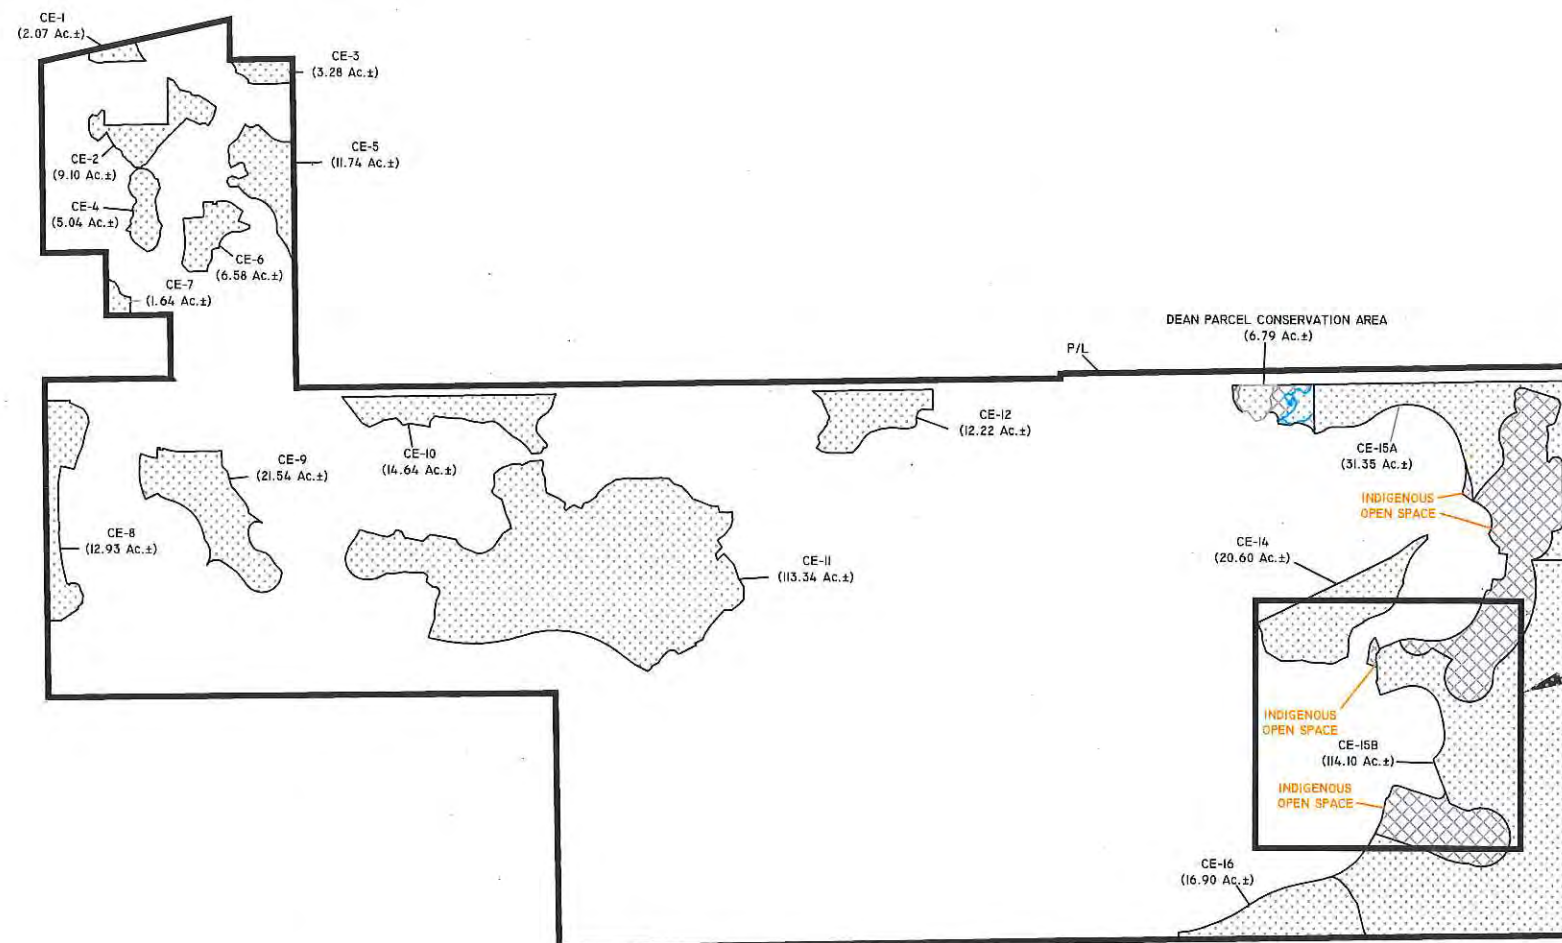 CE-1
(2.07 Ac.±)
CE-3
(3.28 Ac.±)
CE-5
(11.74 Ac.±)
CE-2
(9.10 Ac.±)
CE-4
(5.04 Ac.±)
CE-6
(6.58 Ac.±)
CE-7
(1.64 Ac.±)
DEAN PARCEL CONSERVATION AREA
(6.79 Ac.±)
P/L
CE-12
(12.22 Ac.±)
CE-10
(14.64 Ac.±)
CE-9
(21.54 Ac.±)
CE-15A
(31.35 Ac.±)
INDIGENOUS
OPEN SPACE
CE-8
(12.93 Ac.±)
CE-14
(20.60 Ac.±)
CE-11
(113.34 Ac.±)
INDIGENOUS
OPEN SPACE
CE-15B
(114.10 Ac.±)
INDIGENOUS
OPEN SPACE
CE-16
(16.90 Ac.±)